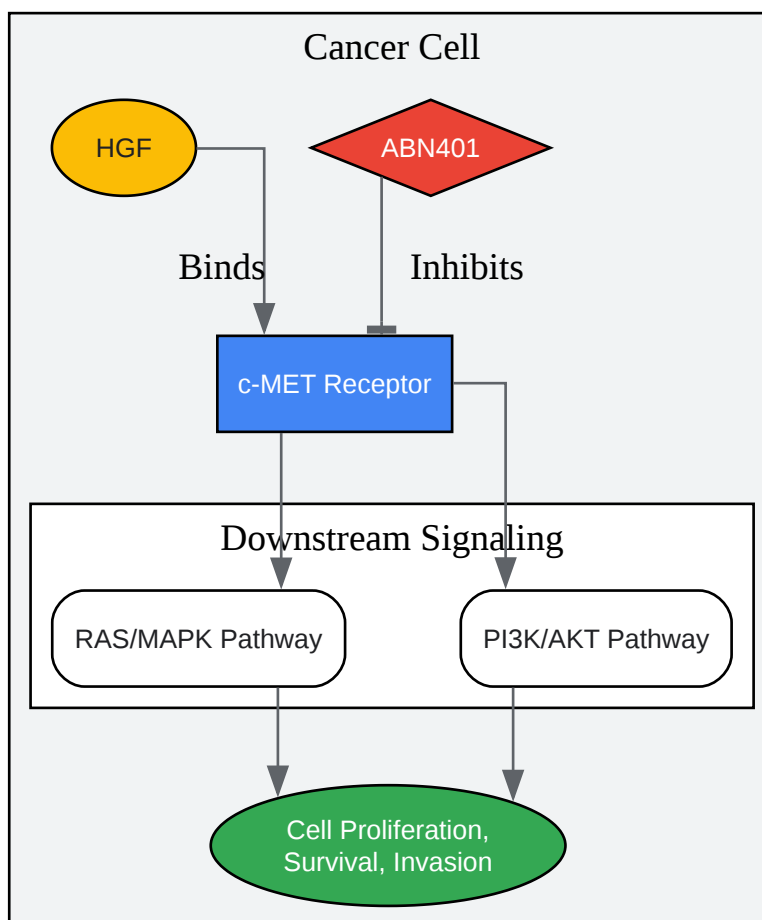 Cancer Cell
HGF
ABN401
Binds
Inhibits
c-MET Receptor
Downstream Signaling
RAS/MAPK Pathway
PI3K/AKT Pathway
Cell Proliferation,
Survival, Invasion